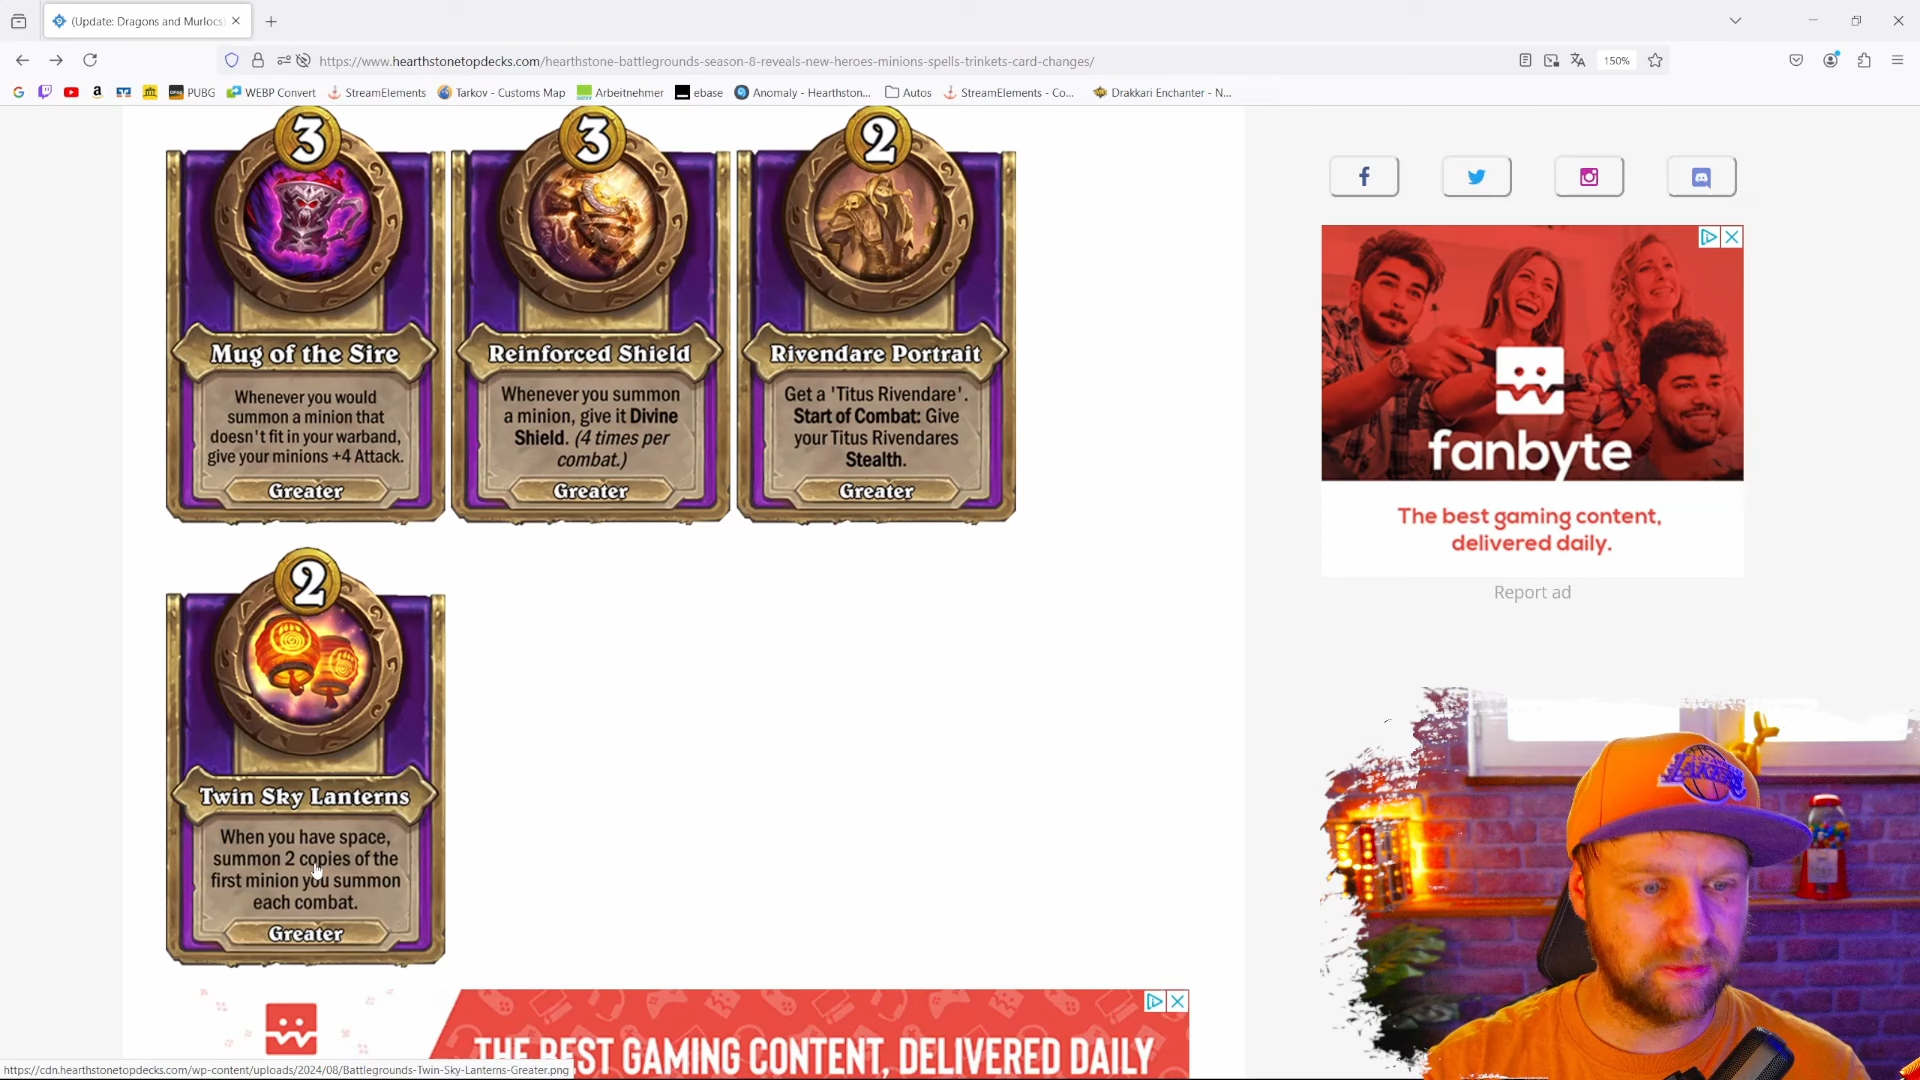 (Update: Dragons and Murlocs)
https://www.hearthstonetopdecks.com/hearthstone-battlegrounds-season-8-reveals-new-heroes-minions-spells-trinkets-card-changes/
150%
PUBG
WEBP Convert
StreamElements
Tarkov - Customs Map
Arbeitnehmer
ebase
Anomaly - Hearthston...
Autos
StreamElements - Co...
Drakkari Enchanter - N...
3
3
2
Mug of the Sire
Whenever you would
summon a minion that
doesn't fit in your warband,
give your minions +4 Attack.
Greater
Reinforced Shield
Whenever you summon
a minion, give it Divine
Shield. (4 times per
combat.)
Greater
Rivendare Portrait
Get a 'Titus Rivendare'.
Start of Combat: Give
your Titus Rivendares
Stealth.
Greater
fanbyte
The best gaming content,
delivered daily.
Report ad
2
Twin Sky Lanterns
When you have space,
summon 2 copies of the
first minion you summon
each combat.
Greater
LAKERS
THE BEST GAMING CONTENT, DELIVERED DAILY
https://cdn.hearthstonetopdecks.com/wp-content/uploads/2024/08/Battlegrounds-Twin-Sky-Lanterns-Greater.png